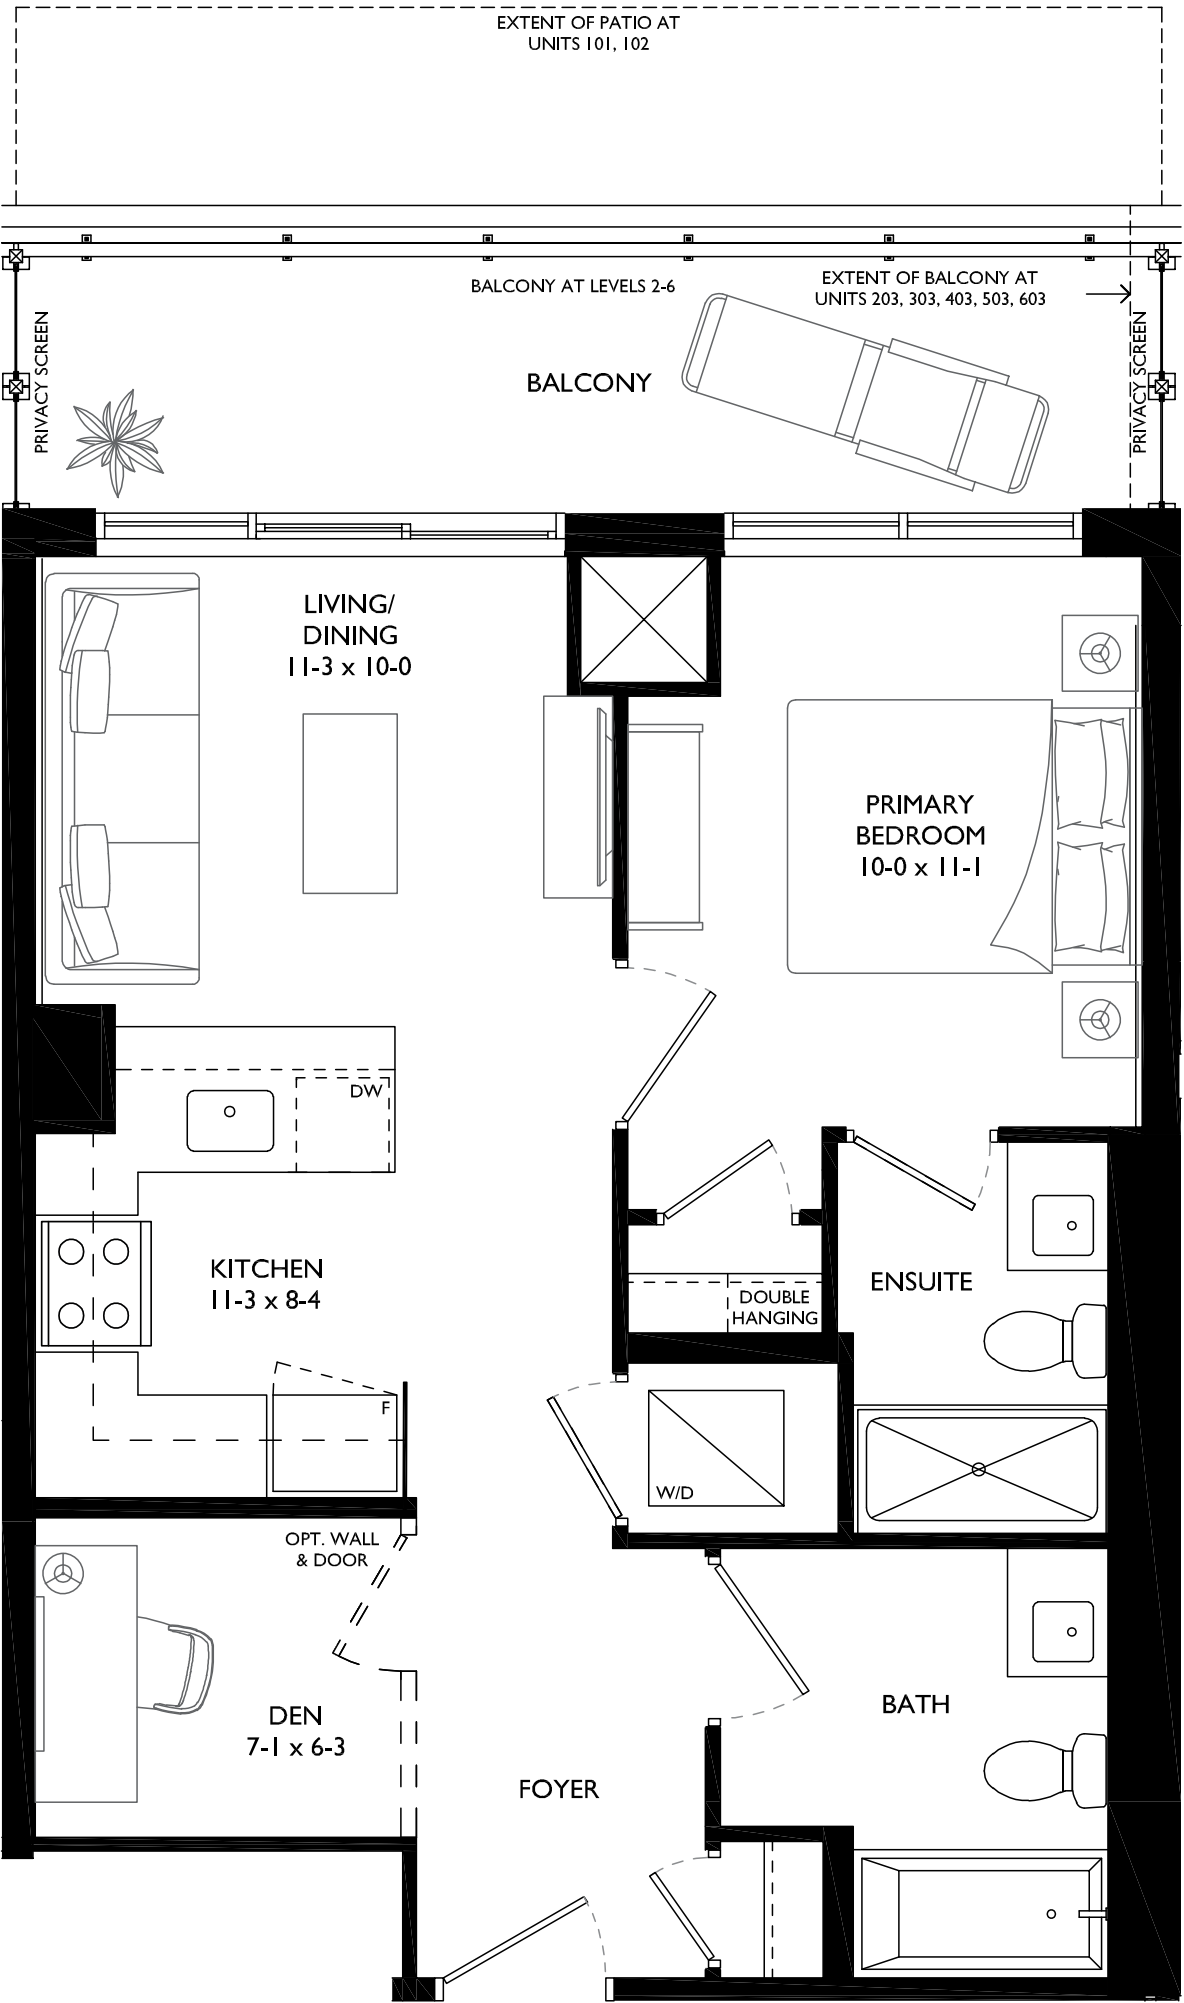 EXTENT OF PATIO AT
UNITS 101, 102
BALCONY AT LEVELS 2-6
EXTENT OF BALCONY AT
UNITS 203, 303, 403, 503, 603
PRIVACY SCREEN
PRIVACY SCREEN
BALCONY
LIVING/
DINING
11-3 x 10-0
PRIMARY
BEDROOM
10-0 x 11-1
DW
KITCHEN
11-3 x 8-4
ENSUITE
DOUBLE
HANGING
F
W/D
OPT. WALL
& DOOR
DEN
7-1 x 6-3
BATH
FOYER